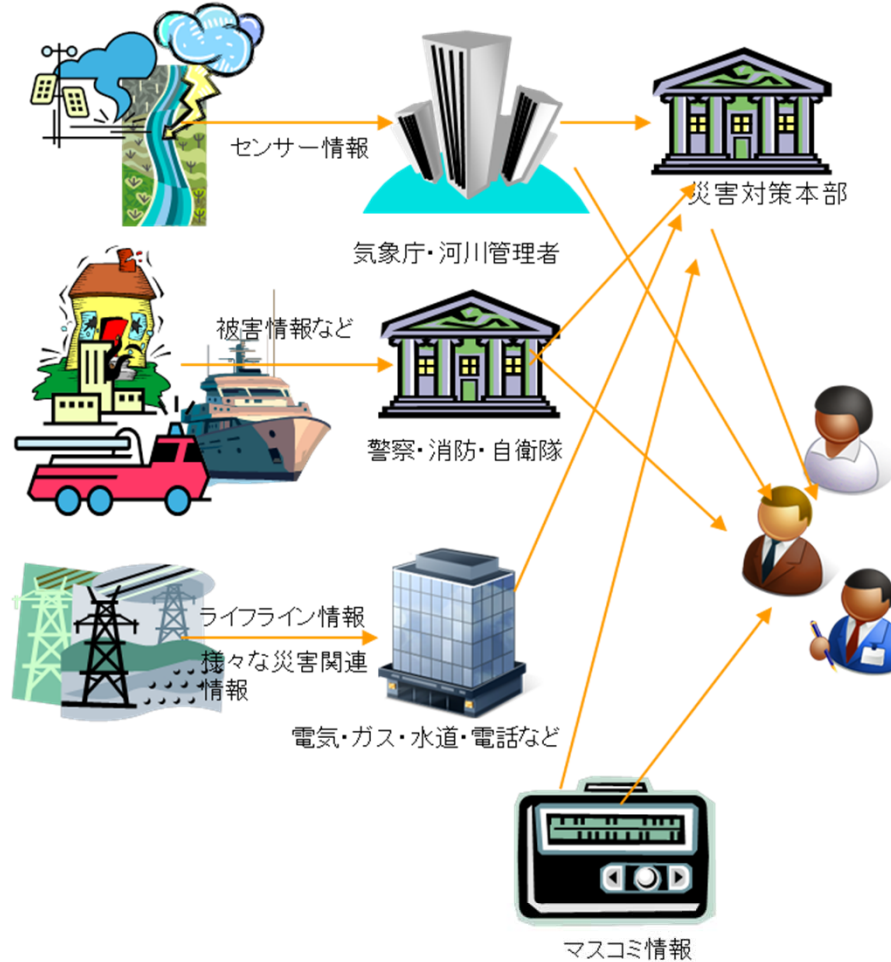 センサー情報
災害対策本部
気象庁・河川管理者
被害情報など
警察・消防・自衛隊
ライフライン情報
様々な災害関連
情報
電気・ガス・水道・電話など
マスコミ情報